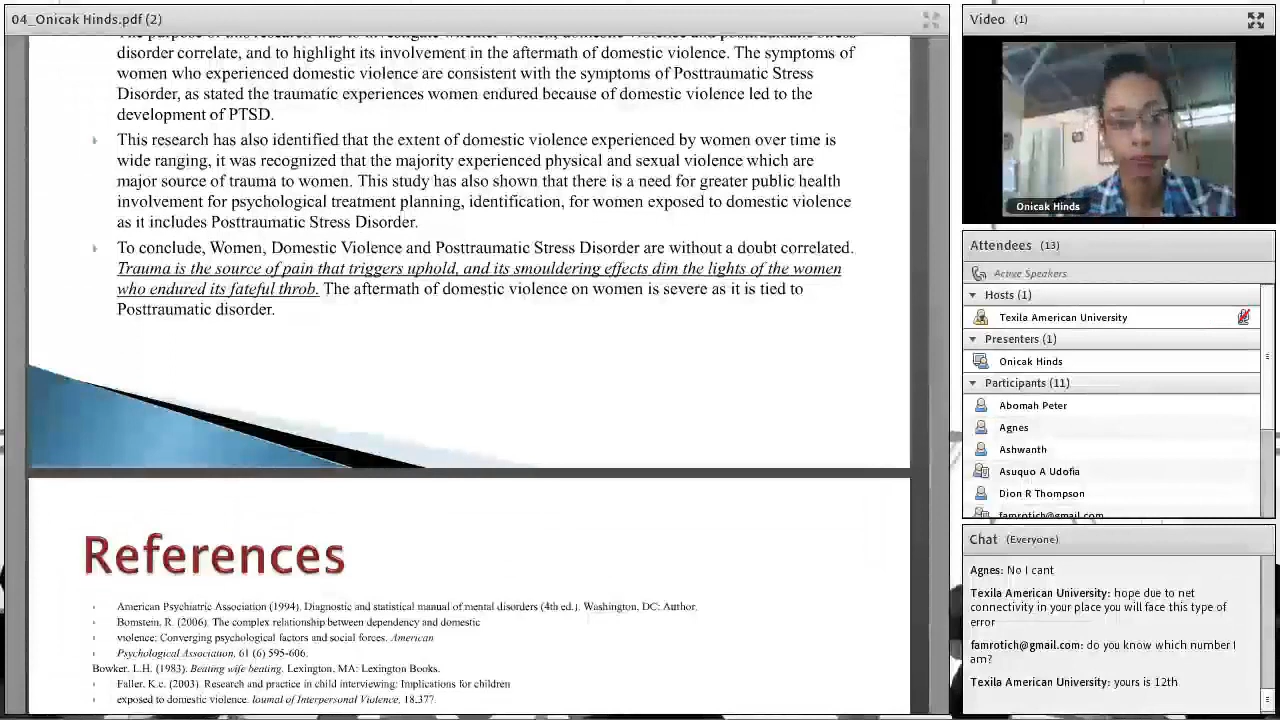 04_Onicak Hinds.pdf (2)
disorder correlate, and to highlight its involvement in the aftermath of domestic violence. The symptoms of
women who experienced domestic violence are consistent with the symptoms of Posttraumatic Stress
Disorder, as stated the traumatic experiences women endured because of domestic violence led to the
development of PTSD.
This research has also identified that the extent of domestic violence experienced by women over time is
wide ranging, it was recognized that the majority experienced physical and sexual violence which are
major source of trauma to women. This study has also shown that there is a need for greater public health
involvement for psychological treatment planning, identification, for women exposed to domestic violence
as it includes Posttraumatic Stress Disorder.
To conclude, Women, Domestic Violence and Posttraumatic Stress Disorder are without a doubt correlated.
Trauma is the source of pain that triggers uphold, and its smouldering effects dim the lights of the women
who endured its fateful throb. The aftermath of domestic violence on women is severe as it is tied to
Posttraumatic disorder.
References
American Psychiatric Association (1994). Diagnostic and statistical manual of mental disorders (4th ed.). Washington, DC: Author.
Bornstein, R. (2006). The complex relationship between dependency and domestic
violence: Converging psychological factors and social forces. American
Psychological Association, 61 (6) 595-606.
Bowker, L.H. (1983). Beating wife beating. Lexington, MA: Lexington Books.
Faller, K.c. (2003) Research and practice in child interviewing: Implications for children
exposed to domestic violence. Journal of Interpersonal Violence, 18,377.
Video (1)
Onicak Hinds
Attendees (13)
Active Speakers
Hosts (1)
Texila American University
Presenters (1)
Onicak Hinds
Participants (11)
Abomah Peter
Agnes
Ashwanth
Asuquo A Udofia
Dion R Thompson
famrotich@gmail.com
Chat (Everyone)
Agnes: No I cant
Texila American University: hope due to net
connectivity in your place you will face this type of
error
famrotich@gmail.com: do you know which number I
am?
Texila American University: yours is 12th